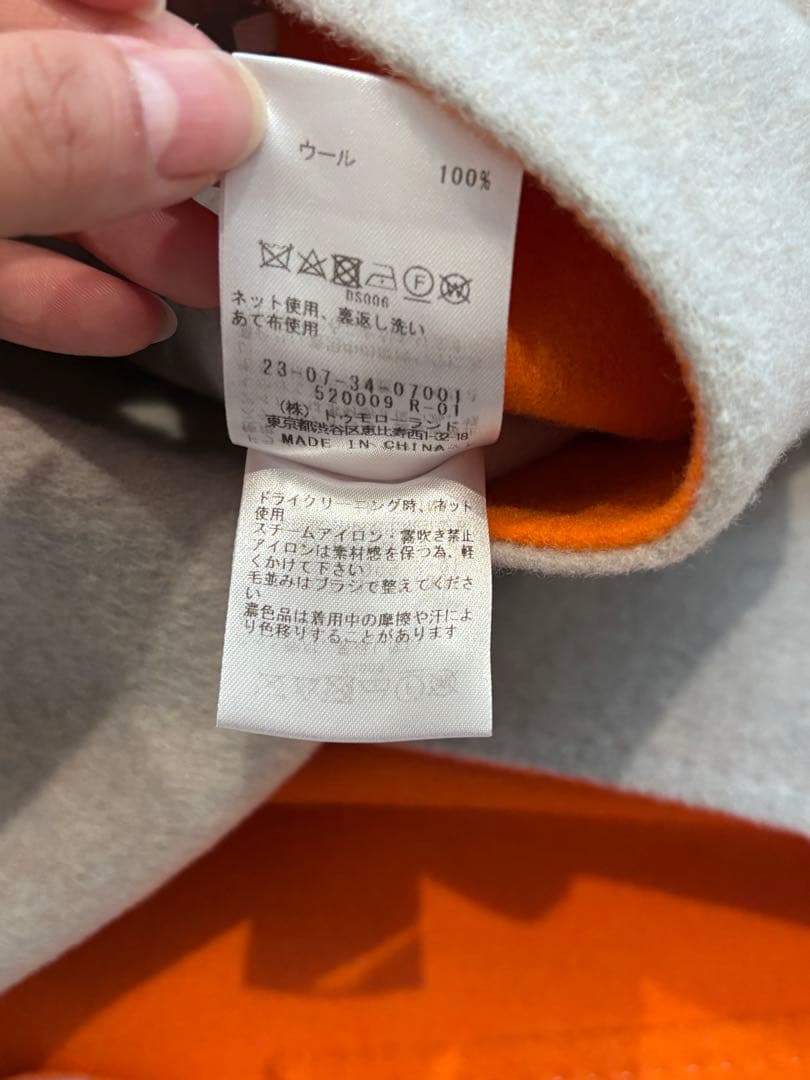 ウール
100%
F W
DS006
ネット使用、裏返し洗い
あて布使用
23-07-34-07001
520009 R-01
(株) トゥモローランド
東京都渋谷区恵比寿西1-32-18
MADE IN CHINA
ドライクリーニング時、ネット
使用
スチームアイロン・霧吹き禁止
アイロンは素材感を保つ為、軽
くかけて下さい
毛並みはブラシで整えてくださ
い
濃色品は着用中の摩擦や汗によ
り色移りすることがあります